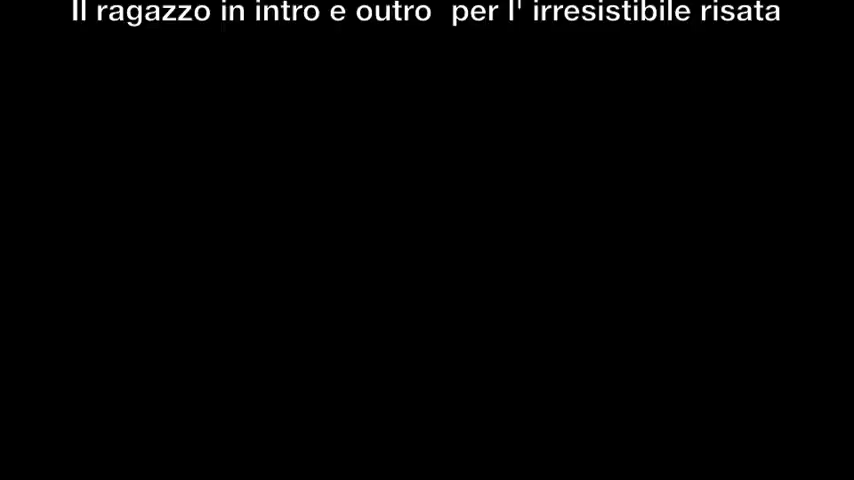 Il ragazzo in intro e outro  per l' irresistibile risata